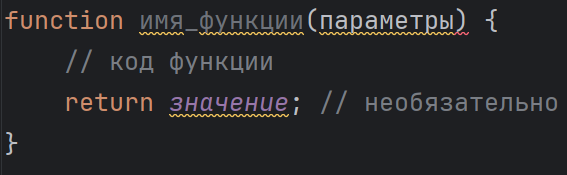 function имя_функции(параметры) {
// код функции
return значение; // необязательно
}